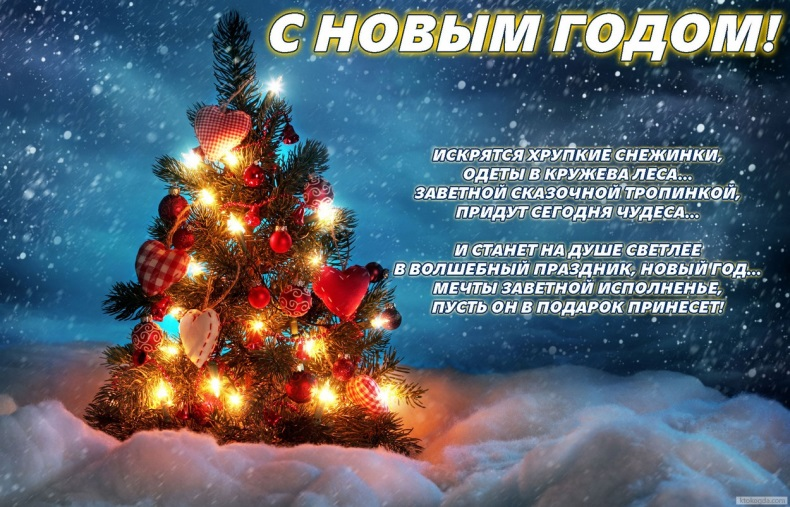 С НОВЫМ ГОДОМ!
ИСКРЯТСЯ ХРУПКИЕ СНЕЖИНКИ,
ОДЕТЫ В КРУЖЕВА ЛЕСА...
ЗАВЕТНОЙ СКАЗОЧНОЙ ТРОПИНКОЙ,
ПРИДУТ СЕГОДНЯ ЧУДЕСА...
И СТАНЕТ НА ДУШЕ СВЕТЛЕЕ
В ВОЛШЕБНЫЙ ПРАЗДНИК, НОВЫЙ ГОД...
МЕЧТЫ ЗАВЕТНОЙ ИСПОЛНЕНЬЕ,
ПУСТЬ ОН В ПОДАРОК ПРИНЕСЕТ!